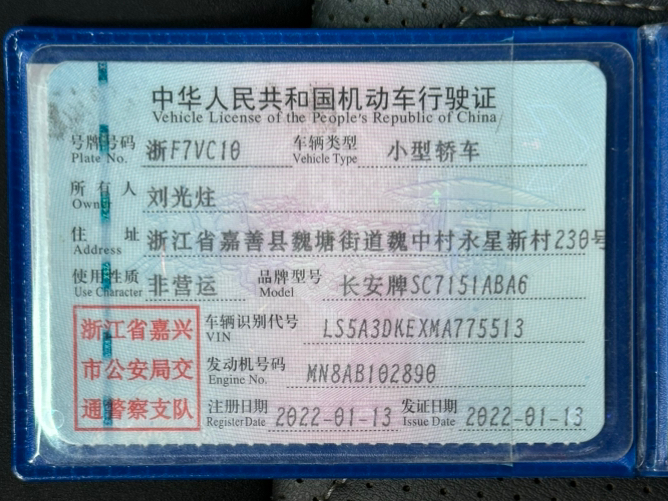 中华人民共和国机动车行驶证
Vehicle License of the People's Republic of China
号牌号码 浙F7VC10 车辆类型 小型轿车
Plate No. Vehicle Type
所有人 刘光炷
Owner
住址 浙江省嘉善县魏塘街道魏中村永星新村230号
Address
使用性质 非营运 品牌型号 长安牌SC7151ABA6
Use Character Model
浙江省嘉兴
市公安局交
通警察支队
车辆识别代号 LS5A3DKEXMA775513
VIN
发动机号码 MN8AB102890
Engine No.
注册日期 2022-01-13 发证日期 2022-01-13
Register Date Issue Date